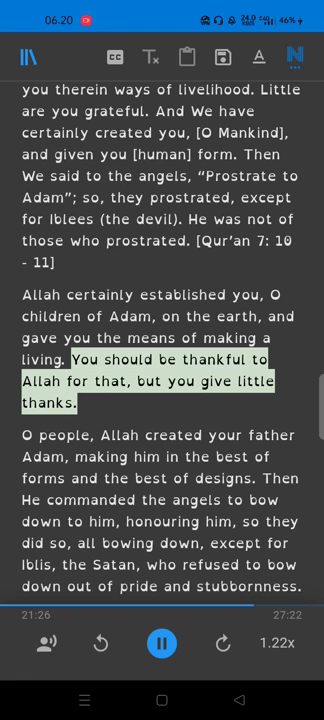 06.20
24.0
KB/S
46%
CC
A
N
you therein ways of livelihood. Little
are you grateful. And We have
certainly created you, [O Mankind],
and given you [human] form. Then
We said to the angels, “Prostrate to
Adam”; so, they prostrated, except
for Iblees (the devil). He was not of
those who prostrated. [Qur’an 7: 10
- 11]
Allah certainly established you, O
children of Adam, on the earth, and
gave you the means of making a
living. You should be thankful to
Allah for that, but you give little
thanks.
O people, Allah created your father
Adam, making him in the best of
forms and the best of designs. Then
He commanded the angels to bow
down to him, honouring him, so they
did so, all bowing down, except for
Iblis, the Satan, who refused to bow
down out of pride and stubbornness.
21:26
27:22
1.22x